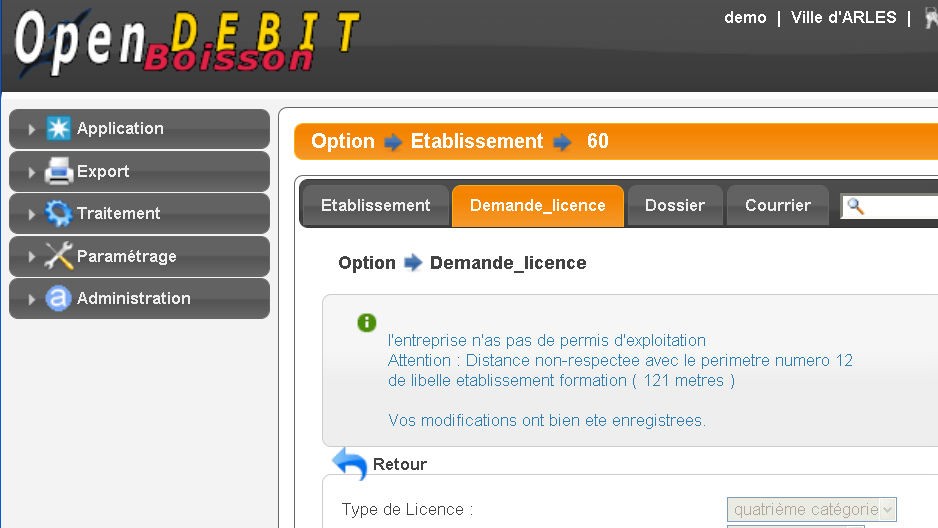 Open DEBIT
Boisson
demo | Ville d'ARLES |
Application
Export
Traitement
Paramétrage
Administration
Option Etablissement 60
Etablissement Demande_licence Dossier Courrier
Option Demande_licence
l'entreprise n'as pas de permis d'exploitation
Attention : Distance non-respectee avec le perimetre numero 12
de libelle etablissement formation ( 121 metres )
Vos modifications ont bien ete enregistrees.
Retour
Type de Licence : quatrième catégorie